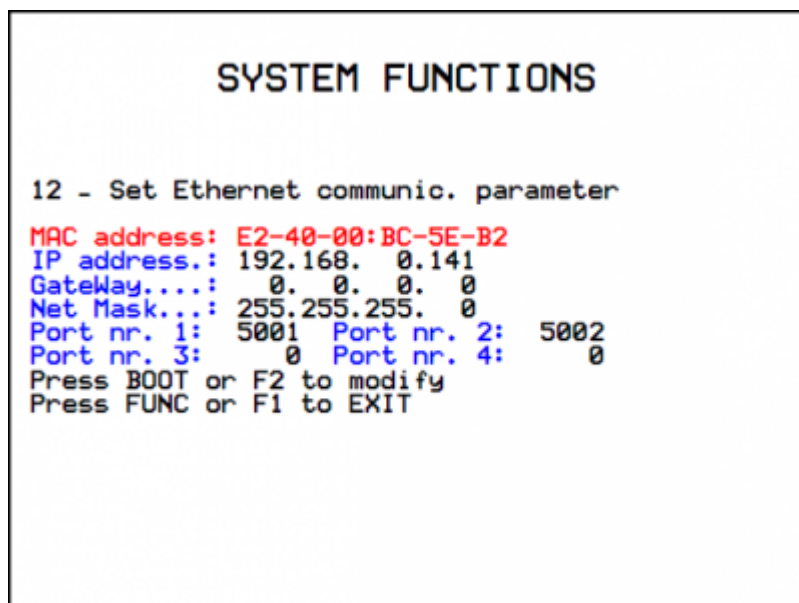 SYSTEM FUNCTIONS
12 - Set Ethernet communic. parameter
MAC address: E2-40-00:BC-5E-B2
IP address.: 192.168.  0.141
GateWay....:   0.  0.  0.  0
Net Mask...: 255.255.255.  0
Port nr. 1:  5001  Port nr. 2:  5002
Port nr. 3:     0  Port nr. 4:     0
Press BOOT or F2 to modify
Press FUNC or F1 to EXIT